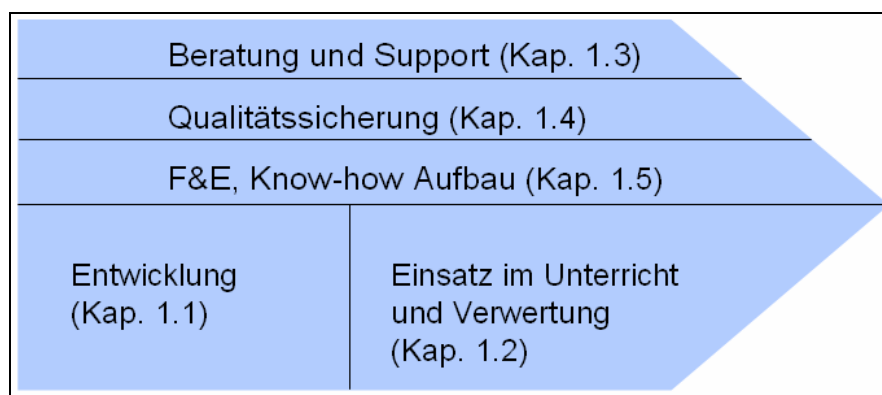 Beratung und Support (Kap. 1.3)
Qualitätssicherung (Kap. 1.4)
F&E, Know-how Aufbau (Kap. 1.5)
Entwicklung
(Kap. 1.1)
Einsatz im Unterricht
und Verwertung
(Kap. 1.2)